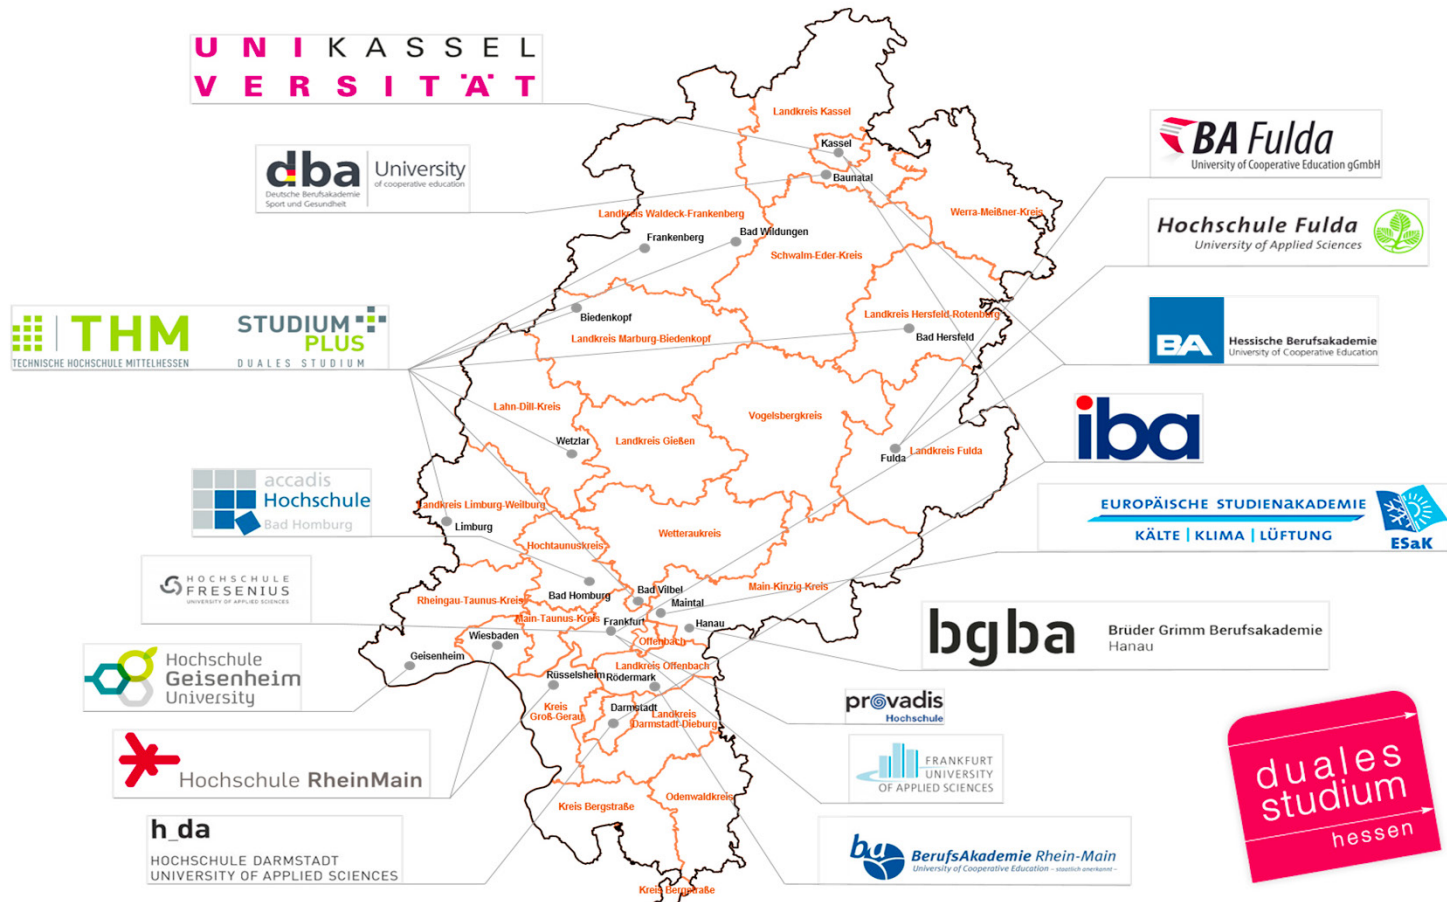 UNIKASSEL
VERSITÄT
dba
University
of cooperative education
Deutsche Berufsakademie
Sport und Gesundheit
THM
TECHNISCHE HOCHSCHULE MITTELHESSEN
STUDIUM
PLUS
DUALES STUDIUM
accadis
Hochschule
Bad Homburg
HOCHSCHULE
FRESENIUS
UNIVERSITY OF APPLIED SCIENCES
Hochschule
Geisenheim
University
Hochschule RheinMain
h_da
HOCHSCHULE DARMSTADT
UNIVERSITY OF APPLIED SCIENCES
Landkreis Kassel
Kassel
Baunatal
Werra-Meißner-Kreis
Landkreis Waldeck-Frankenberg
Frankenberg
Bad Wildungen
Schwalm-Eder-Kreis
Biedenkopf
Landkreis Marburg-Biedenkopf
Landkreis Hersfeld-Rotenburg
Bad Hersfeld
Lahn-Dill-Kreis
Wetzlar
Landkreis Gießen
Vogelsbergkreis
Fulda
Landkreis Fulda
Landkreis Limburg-Weilburg
Limburg
Hochtaunuskreis
Wetteraukreis
Bad Homburg
Bad Vilbel
Main-Kinzig-Kreis
Maintal
Rheingau-Taunus-Kreis
Main-Taunus-Kreis
Frankfurt
Hanau
Wiesbaden
Offenbach
Geisenheim
Landkreis Offenbach
Rüsselsheim
Rödermark
Kreis
Groß-Gerau
Darmstadt
Landkreis
Darmstadt-Dieburg
Kreis Bergstraße
Odenwaldkreis
Kreis Bergstraße
BA Fulda
University of Cooperative Education gGmbH
Hochschule Fulda
University of Applied Sciences
BA
Hessische Berufsakademie
University of Cooperative Education
iba
EUROPÄISCHE STUDIENAKADEMIE
KÄLTE | KLIMA | LÜFTUNG
ESaK
bgba
Brüder Grimm Berufsakademie
Hanau
provadis
Hochschule
FRANKFURT
UNIVERSITY
OF APPLIED SCIENCES
ba
BerufsAkademie Rhein-Main
University of Cooperative Education - staatlich anerkannt -
duales
studium
hessen